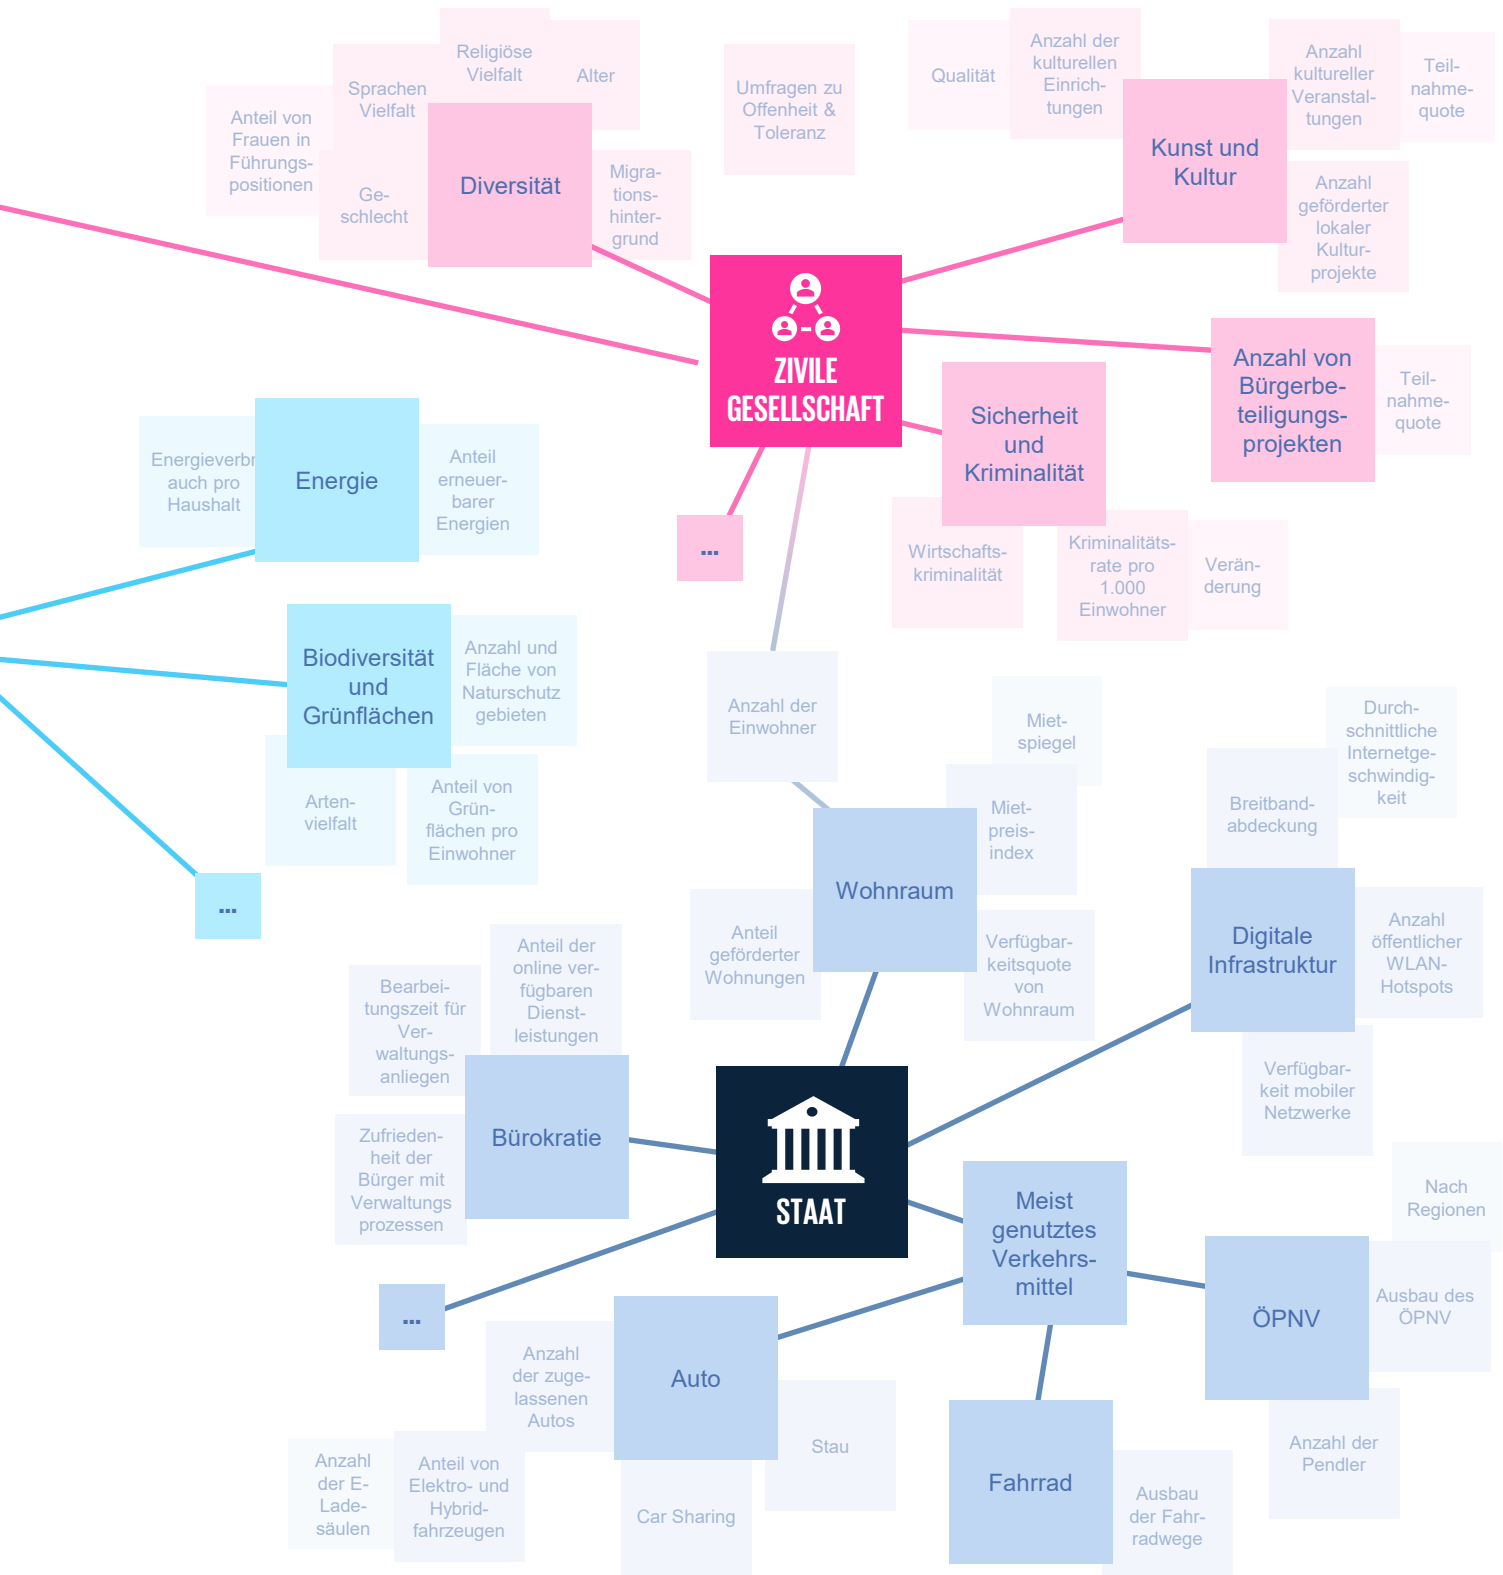 Religiöse
Vielfalt
Alter
Sprachen
Vielfalt
Anteil von
Frauen in
Führungs-
positionen
Ge-
schlecht
Diversität
Migra-
tions-
hinter-
grund
Umfragen zu
Offenheit &
Toleranz
Qualität
Anzahl der
kulturellen
Einrich-
tungen
Anzahl
kultureller
Veranstal-
tungen
Teil-
nahme-
quote
Kunst und
Kultur
Anzahl
geförderter
lokaler
Kultur-
projekte
ZIVILE
GESELLSCHAFT
Anzahl von
Bürgerbe-
teiligungs-
projekten
Teil-
nahme-
quote
Sicherheit
und
Kriminalität
Wirtschafts-
kriminalität
Kriminalitäts-
rate pro
1.000
Einwohner
Verän-
derung
...
Energieverbr
auch pro
Haushalt
Energie
Anteil
erneuer-
barer
Energien
Biodiversität
und
Grünflächen
Anzahl und
Fläche von
Naturschutz
gebieten
Arten-
vielfalt
Anteil von
Grün-
flächen pro
Einwohner
...
Anzahl der
Einwohner
Miet-
spiegel
Miet-
preis-
index
Wohnraum
Anteil
geförderter
Wohnungen
Verfügbar-
keitsquote
von
Wohnraum
Durch-
schnittliche
Internetge-
schwindig-
keit
Breitband-
abdeckung
Digitale
Infrastruktur
Anzahl
öffentlicher
WLAN-
Hotspots
Verfügbar-
keit mobiler
Netzwerke
Anteil der
online ver-
fügbaren
Dienst-
leistungen
Bearbei-
tungszeit für
Ver-
waltungs-
anliegen
Bürokratie
Zufrieden-
heit der
Bürger mit
Verwaltungs
prozessen
STAAT
...
Meist
genutztes
Verkehrs-
mittel
Nach
Regionen
ÖPNV
Ausbau des
ÖPNV
Anzahl der
Pendler
Auto
Anzahl
der zuge-
lassenen
Autos
Stau
Anzahl
der E-
Lade-
säulen
Anteil von
Elektro- und
Hybrid-
fahrzeugen
Car Sharing
Fahrrad
Ausbau
der Fahr-
radwege